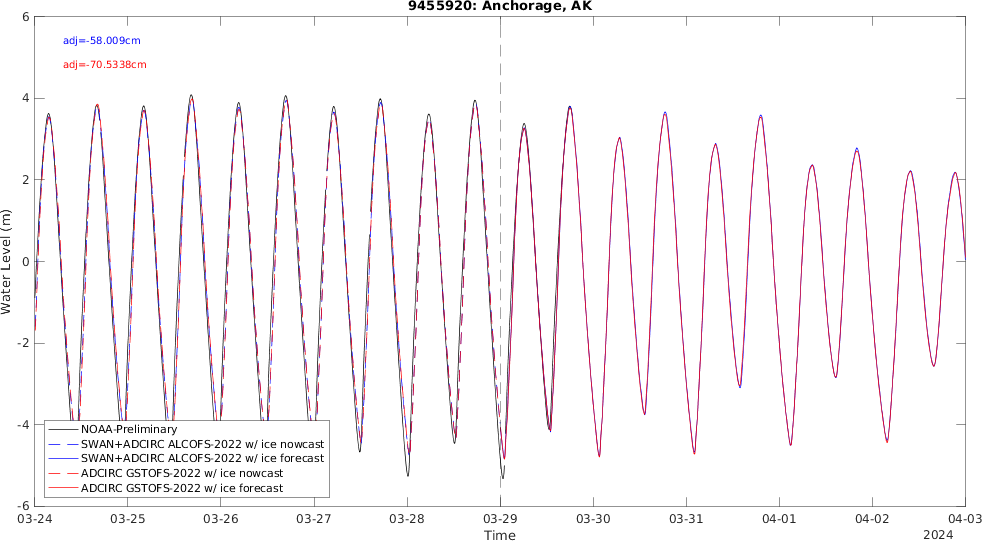 9455920: Anchorage, AK
adj=-58.009cm
adj=-70.5338cm
Water Level (m)
6
4
2
0
-2
-4
-6
NOAA-Preliminary
SWAN+ADCIRC ALCOFS-2022 w/ ice nowcast
SWAN+ADCIRC ALCOFS-2022 w/ ice forecast
ADCIRC GSTOFS-2022 w/ ice nowcast
ADCIRC GSTOFS-2022 w/ ice forecast
03-24 03-25 03-26 03-27 03-28 03-29 03-30 03-31 04-01 04-02 04-03
Time
2024